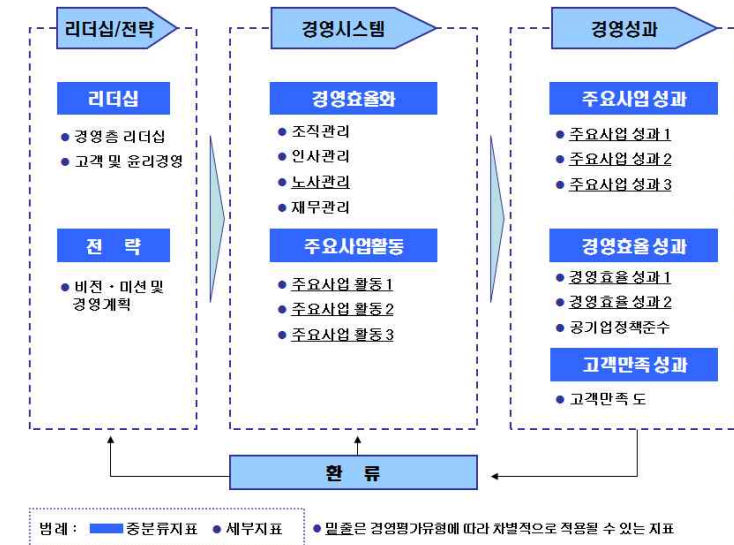 리더십/전략
리더십
● 경영층 리더십
● 고객 및 윤리경영
전 략
● 비전 · 미션 및
경영계획
경영시스템
경영효율화
● 조직관리
● 인사관리
● 노사관리
● 재무관리
주요사업활동
● 주요사업 활동1
● 주요사업 활동2
● 주요사업 활동3
경영성과
주요사업 성과
● 주요사업 성과1
● 주요사업 성과2
● 주요사업 성과3
경영효율성과
● 경영효율 성과1
● 경영효율 성과2
● 공기업정책준수
고객만족성과
● 고객만족 도
환 류
범례 : 중분류지표 ● 세부지표 ● 밑줄은 경영평가유형에 따라 차별적으로 적용될 수 있는 지표